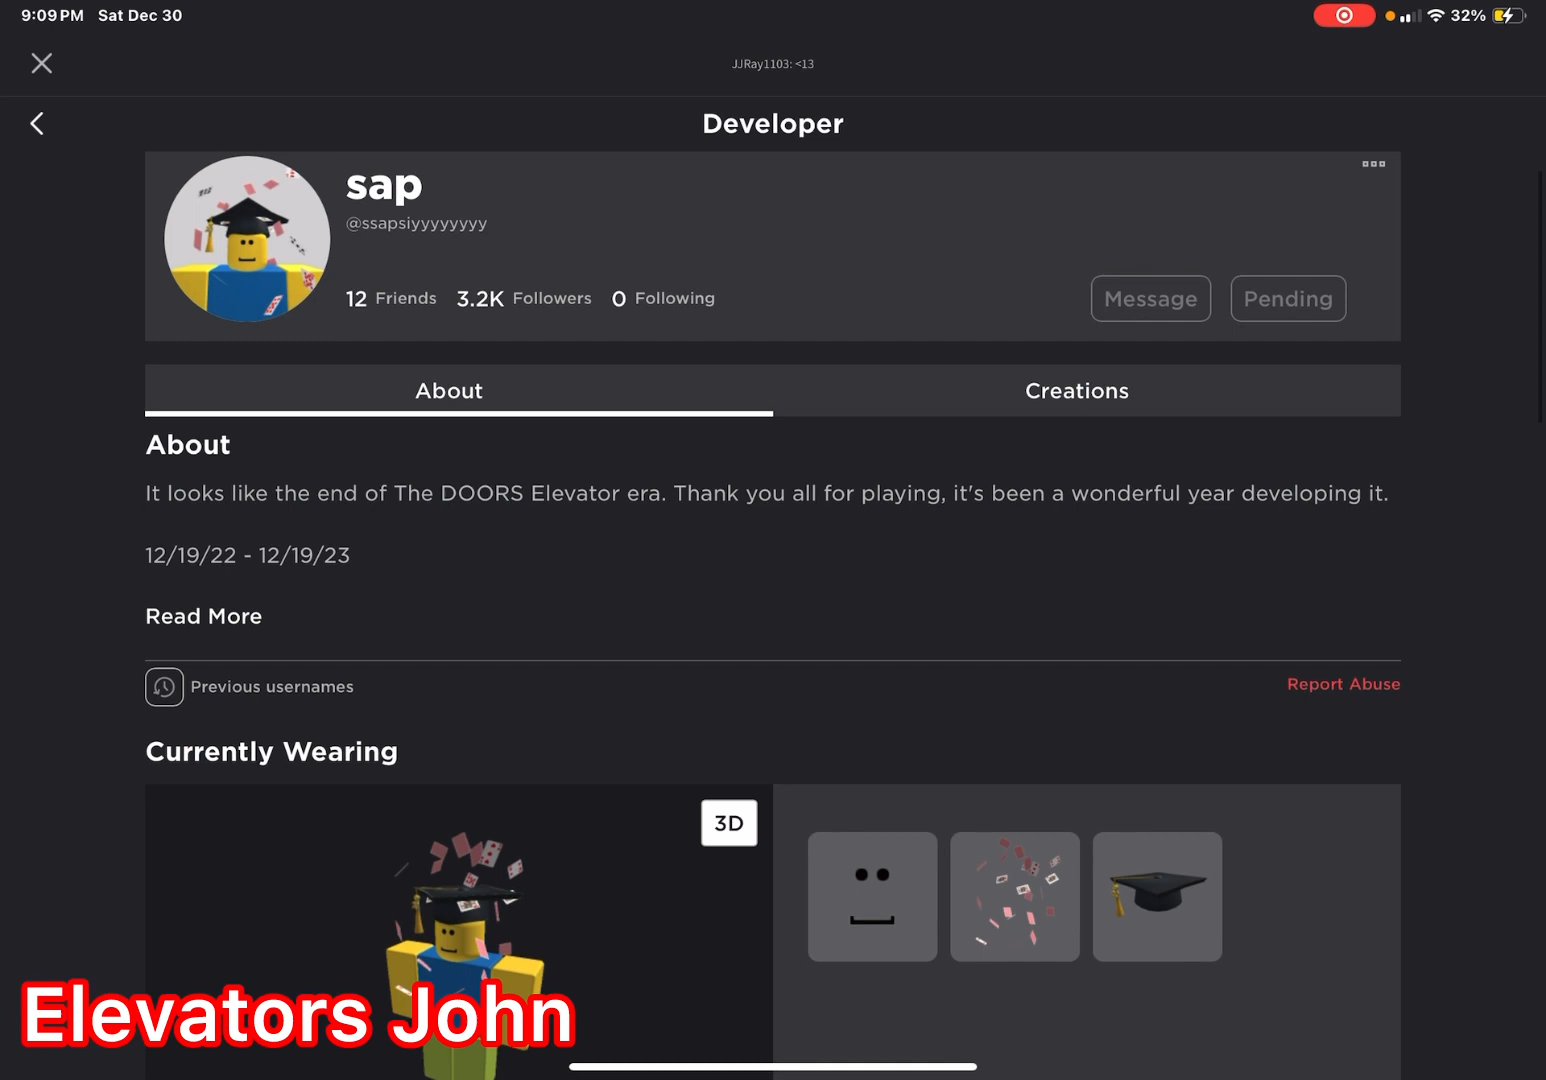 9:09 PM Sat Dec 30
32%
JJRay1103: <13
Developer
sap
@ssapsiyyyyyyyy
12 Friends 3.2K Followers 0 Following
Message Pending
About Creations
About
It looks like the end of The DOORS Elevator era. Thank you all for playing, it's been a wonderful year developing it.
12/19/22 - 12/19/23
Read More
Previous usernames
Report Abuse
Currently Wearing
3D
Elevators John